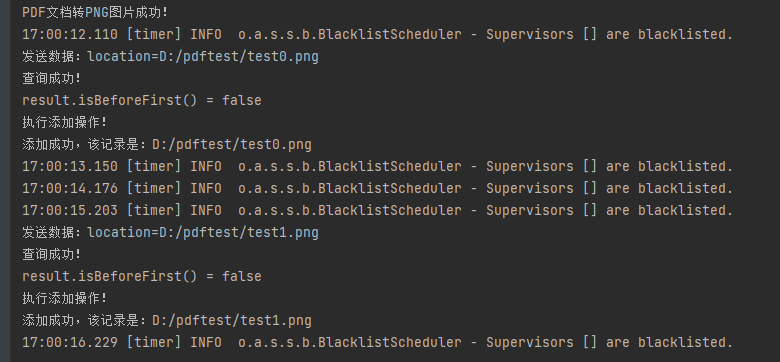 PDF文档转PNG图片成功!
17:00:12.110 [timer] INFO  o.a.s.s.b.BlacklistScheduler - Supervisors [] are blacklisted.
发送数据：location=D:/pdftest/test0.png
查询成功!
result.isBeforeFirst() = false
执行添加操作!
添加成功，该记录是：D:/pdftest/test0.png
17:00:13.150 [timer] INFO  o.a.s.s.b.BlacklistScheduler - Supervisors [] are blacklisted.
17:00:14.176 [timer] INFO  o.a.s.s.b.BlacklistScheduler - Supervisors [] are blacklisted.
17:00:15.203 [timer] INFO  o.a.s.s.b.BlacklistScheduler - Supervisors [] are blacklisted.
发送数据：location=D:/pdftest/test1.png
查询成功!
result.isBeforeFirst() = false
执行添加操作!
添加成功，该记录是：D:/pdftest/test1.png
17:00:16.229 [timer] INFO  o.a.s.s.b.BlacklistScheduler - Supervisors [] are blacklisted.